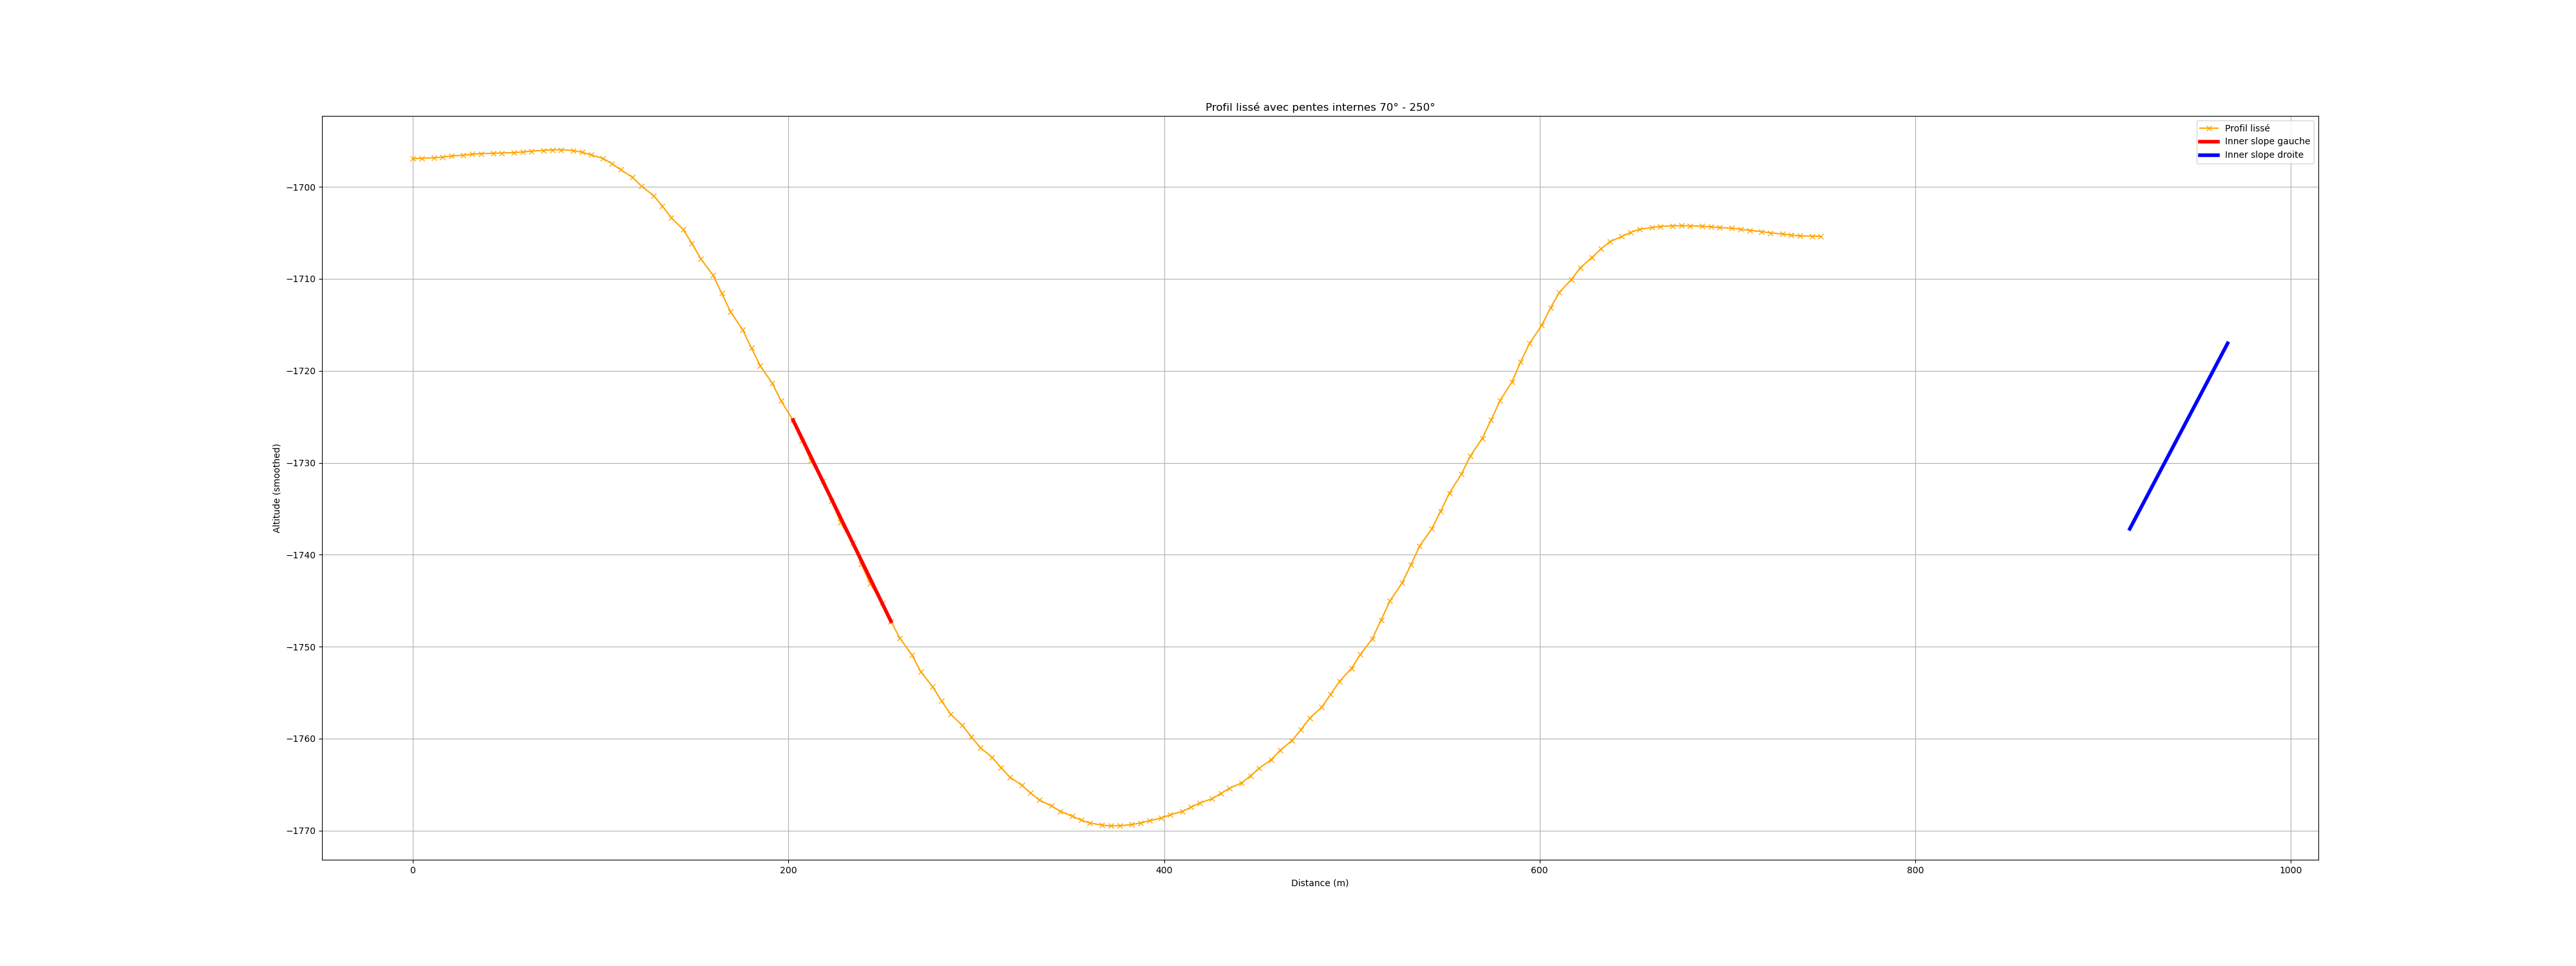 Profil lissé avec pentes internes 70° - 250°
Profil lissé
Inner slope gauche
Inner slope droite
−1700
−1710
−1720
−1730
−1740
−1750
−1760
−1770
Altitude (smoothed)
0 200 400 600 800 1000
Distance (m)